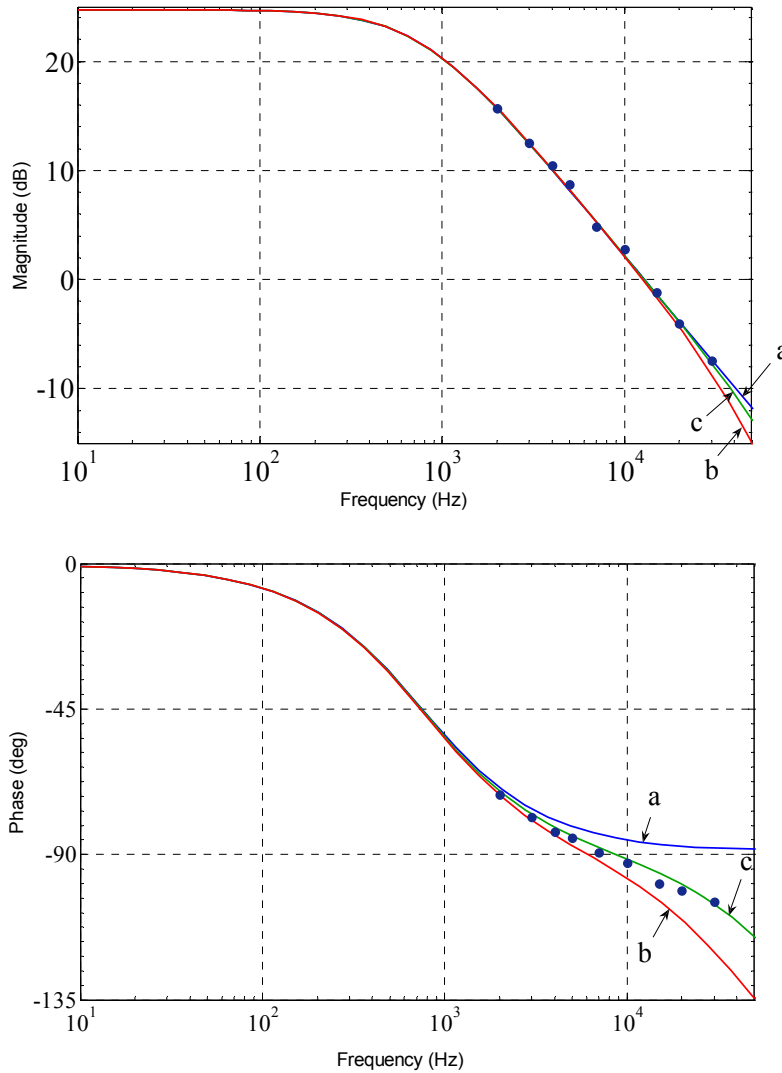 20
10
0
-10
Magnitude (dB)
a
c
b
10^1
10^2
10^3
10^4
Frequency (Hz)
0
-45
-90
-135
Phase (deg)
a
c
b
10^1
10^2
10^3
10^4
Frequency (Hz)